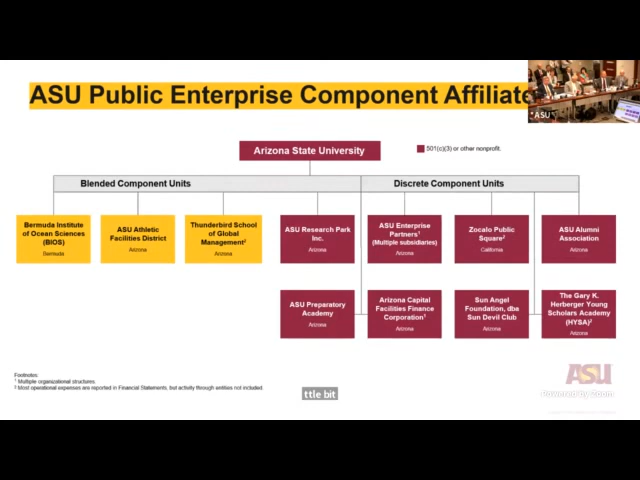 ASU Public Enterprise Component Affiliate
ASU
Arizona State University
501(c)(3) or other nonprofit.
Blended Component Units
Discrete Component Units
Bermuda Institute
of Ocean Sciences
(BIOS)
Bermuda
ASU Athletic
Facilities District
Arizona
Thunderbird School
of Global
Management²
Arizona
ASU Research Park
Inc.
Arizona
ASU Enterprise
Partners¹
(Multiple subsidiaries)
Arizona
Zocalo Public
Square²
California
ASU Alumni
Association
Arizona
ASU Preparatory
Academy
Arizona
Arizona Capital
Facilities Finance
Corporation¹
Arizona
Sun Angel
Foundation, dba
Sun Devil Club
Arizona
The Gary K.
Herberger Young
Scholars Academy
(HYSA)²
Arizona
Footnotes:
¹ Multiple organizational structures.
² Most operational expenses are reported in Financial Statements, but activity through entities not included.
ttle bit
ASU
Powered by Zoom